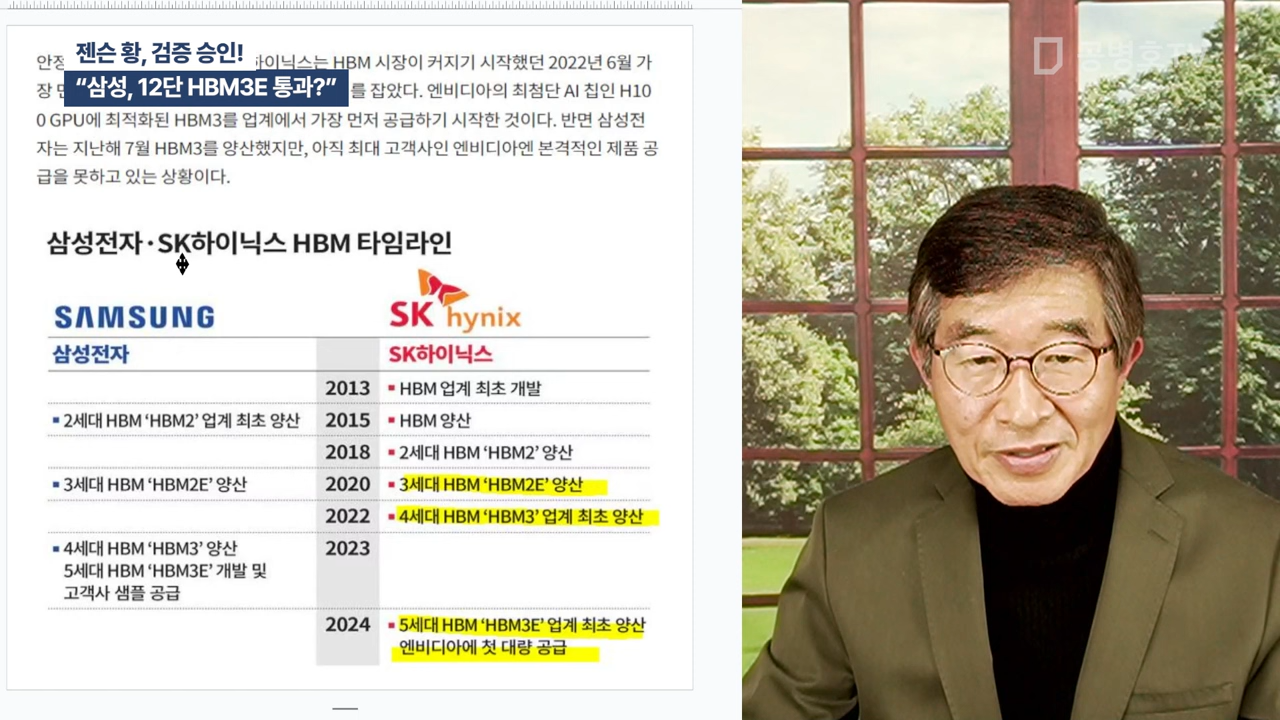 젠슨 황, 검증 승인!
“삼성, 12단 HBM3E 통과?”
안정
하이닉스는 HBM 시장이 커지기 시작했던 2022년 6월 가
장 먼
를 잡았다. 엔비디아의 최첨단 AI 칩인 H10
0 GPU에 최적화된 HBM3를 업계에서 가장 먼저 공급하기 시작한 것이다. 반면 삼성전
자는 지난해 7월 HBM3를 양산했지만, 아직 최대 고객사인 엔비디아엔 본격적인 제품 공
급을 못하고 있는 상황이다.
삼성전자·SK하이닉스 HBM 타임라인
SAMSUNG
SK hynix
삼성전자
SK하이닉스
2013
HBM 업계 최초 개발
2세대 HBM ‘HBM2’ 업계 최초 양산
2015
HBM 양산
2018
2세대 HBM ‘HBM2’ 양산
3세대 HBM ‘HBM2E’ 양산
2020
3세대 HBM ‘HBM2E’ 양산
2022
4세대 HBM ‘HBM3’ 업계 최초 양산
4세대 HBM ‘HBM3’ 양산
5세대 HBM ‘HBM3E’ 개발 및
고객사 샘플 공급
2023
2024
5세대 HBM ‘HBM3E’ 업계 최초 양산
엔비디아에 첫 대량 공급
공병호